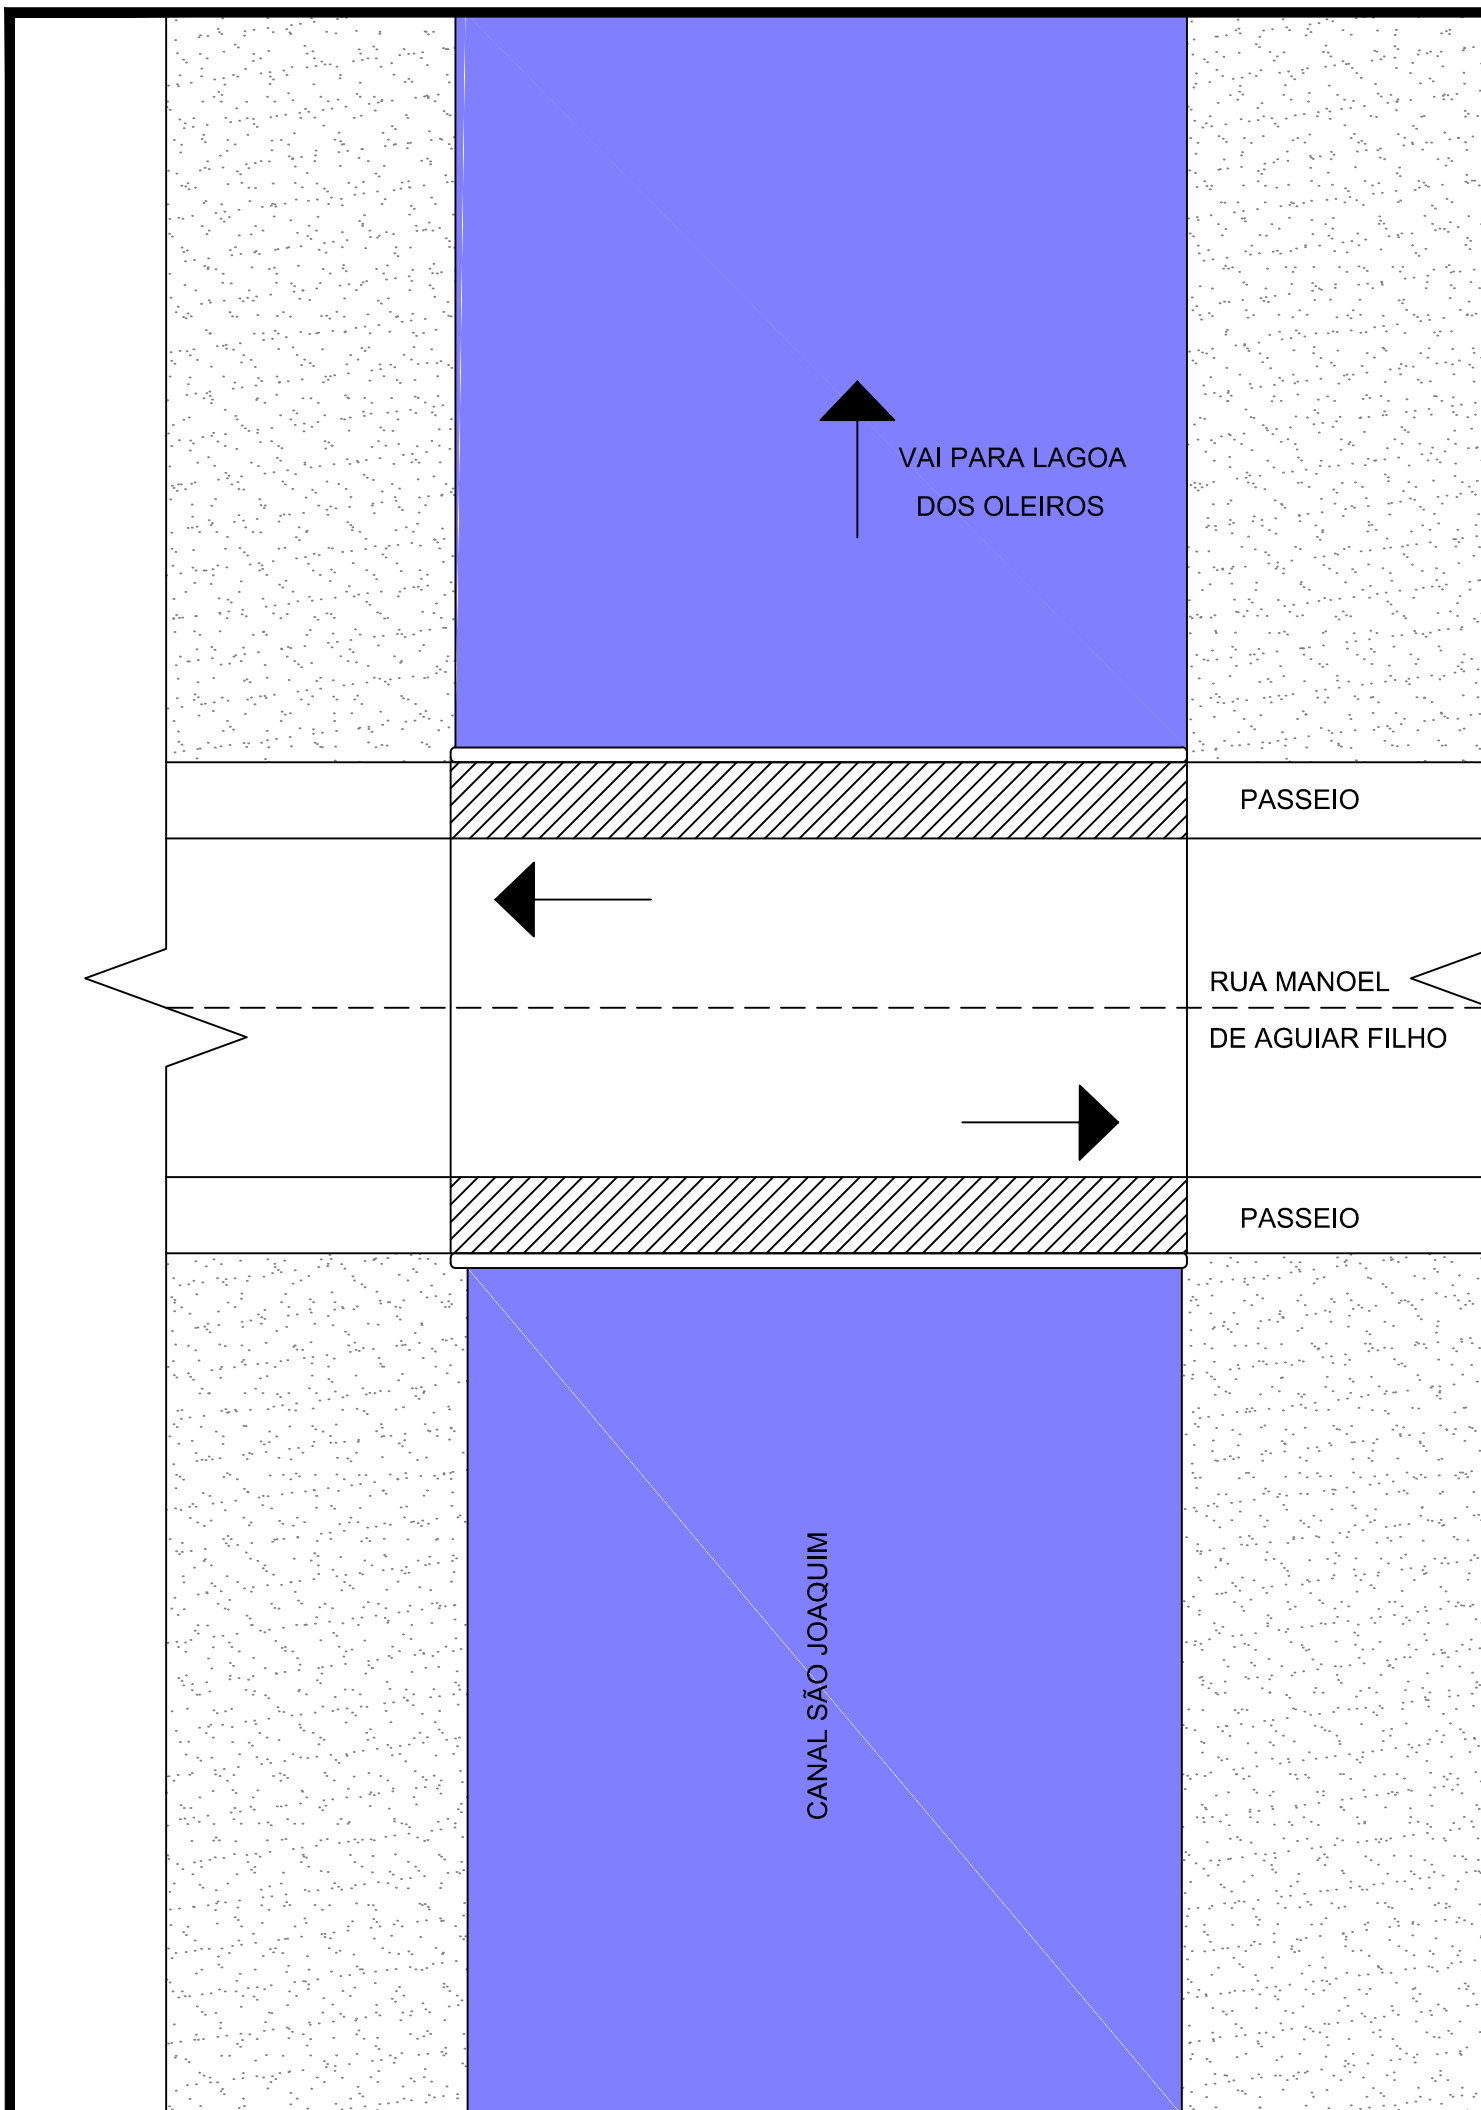 VAI PARA LAGOA
DOS OLEIROS
PASSEIO
RUA MANOEL
DE AGUIAR FILHO
PASSEIO
CANAL SÃO JOAQUIM